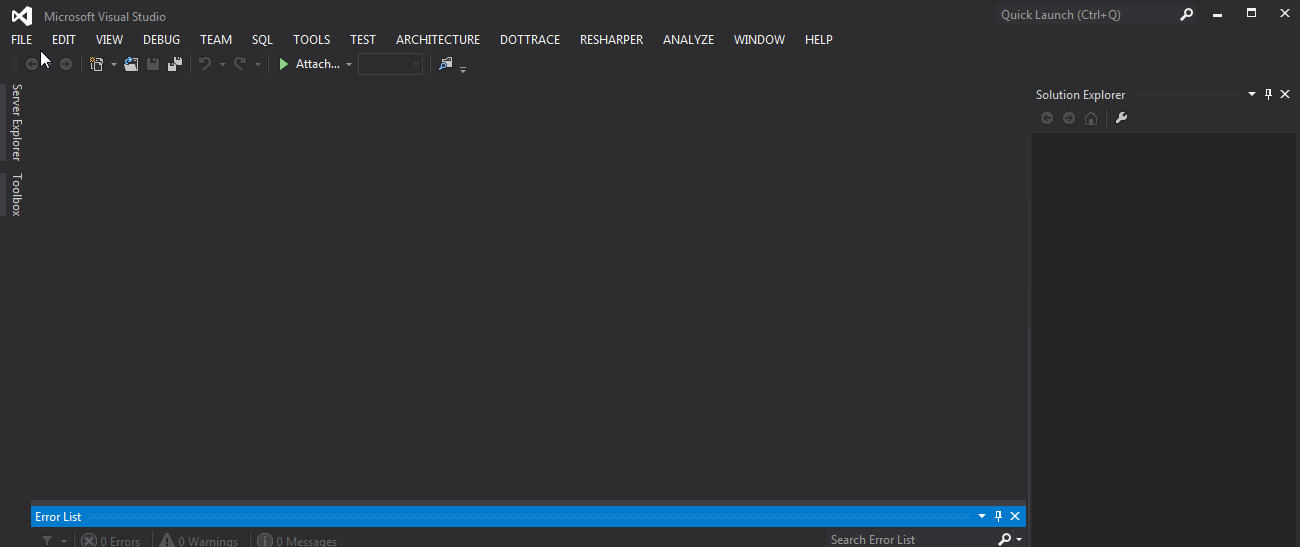 Microsoft Visual Studio
Quick Launch (Ctrl+Q)
FILE EDIT VIEW DEBUG TEAM SQL TOOLS TEST ARCHITECTURE DOTTRACE RESHARPER ANALYZE WINDOW HELP
Attach...
Server Explorer
Toolbox
Solution Explorer
Error List
0 Errors 0 Warnings 0 Messages
Search Error List